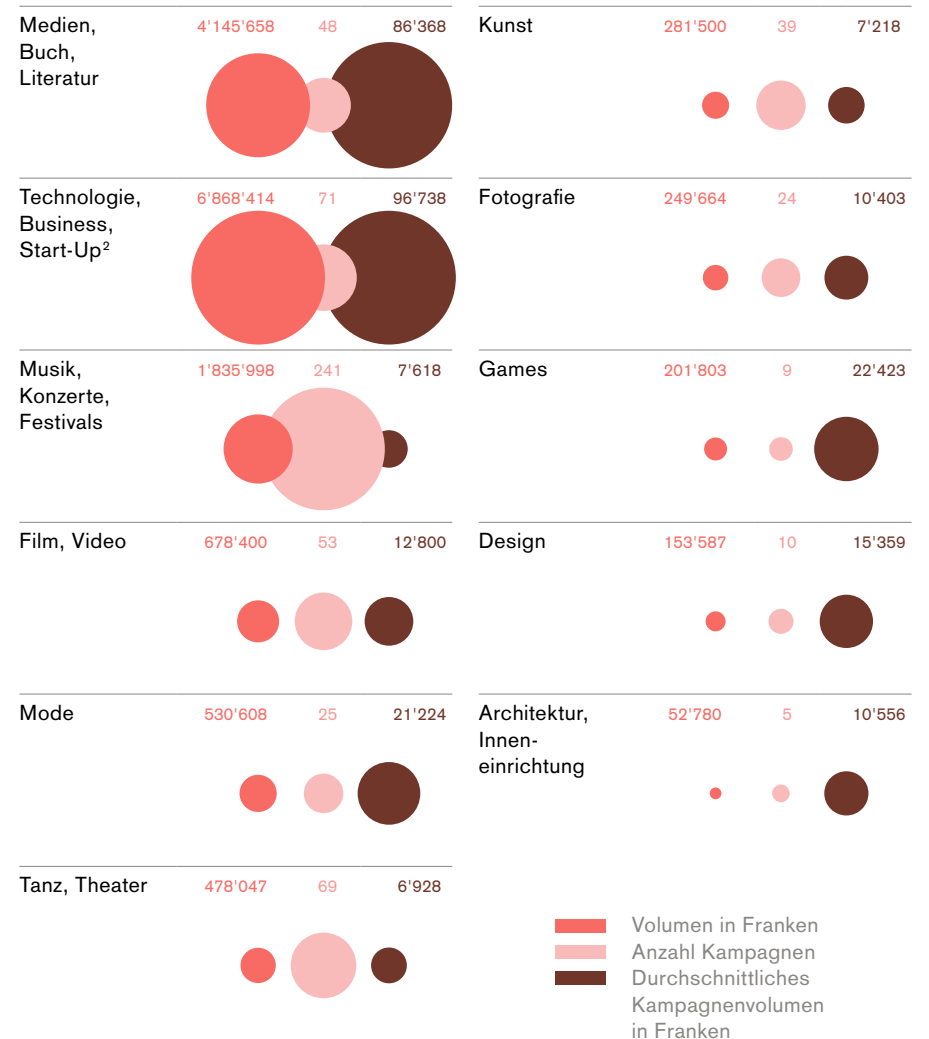 Medien, 4'145'658 48 86'368
Buch,
Literatur
Technologie, 6'868'414 71 96'738
Business,
Start-Up²
Musik, 1'835'998 241 7'618
Konzerte,
Festivals
Film, Video 678'400 53 12'800
Mode 530'608 25 21'224
Tanz, Theater 478'047 69 6'928
Kunst 281'500 39 7'218
Fotografie 249'664 24 10'403
Games 201'803 9 22'423
Design 153'587 10 15'359
Architektur, 52'780 5 10'556
Innen-
einrichtung
Volumen in Franken
Anzahl Kampagnen
Durchschnittliches
Kampagnenvolumen
in Franken